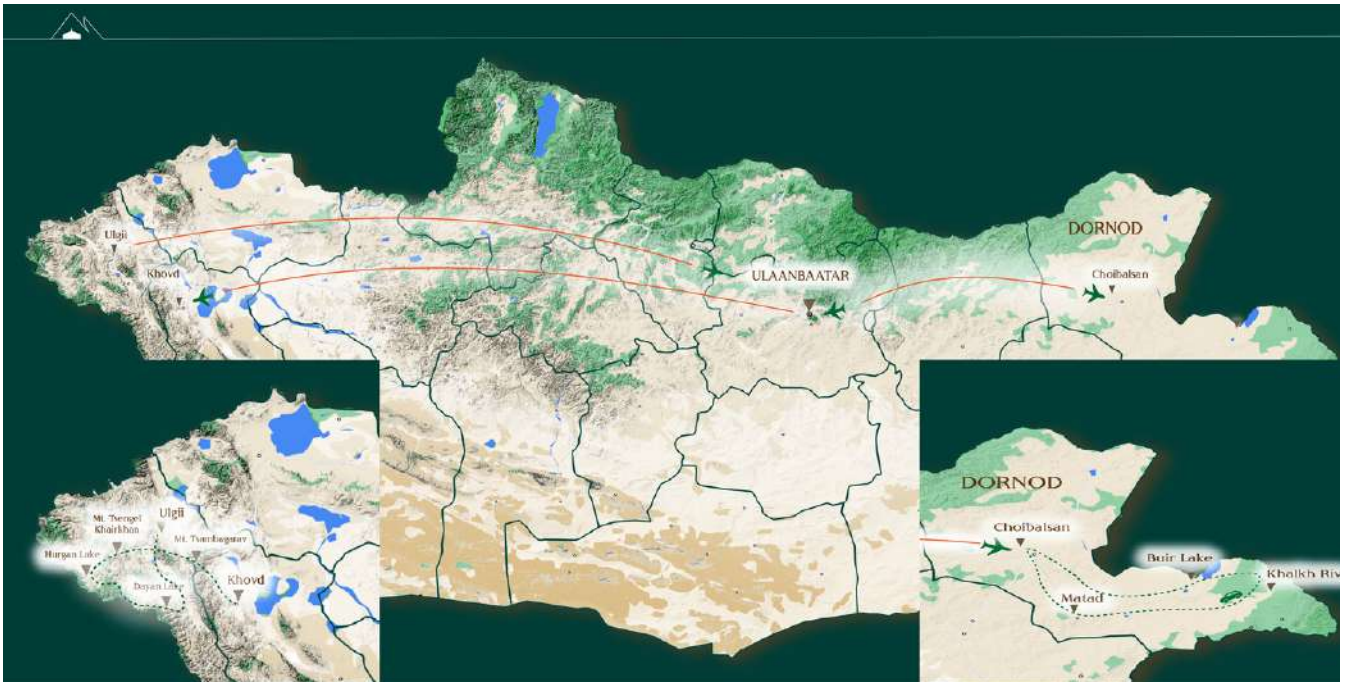 Ulgii
Khovd
ULAANBAATAR
DORNOD
Choibalsan
Ulgii
Mt. Tsengel
Khairkhan
Mt. Tsambagarav
Hurgan Lake
Dayan Lake
Khovd
DORNOD
Choibalsan
Buir Lake
Khalkh Riv
Matad